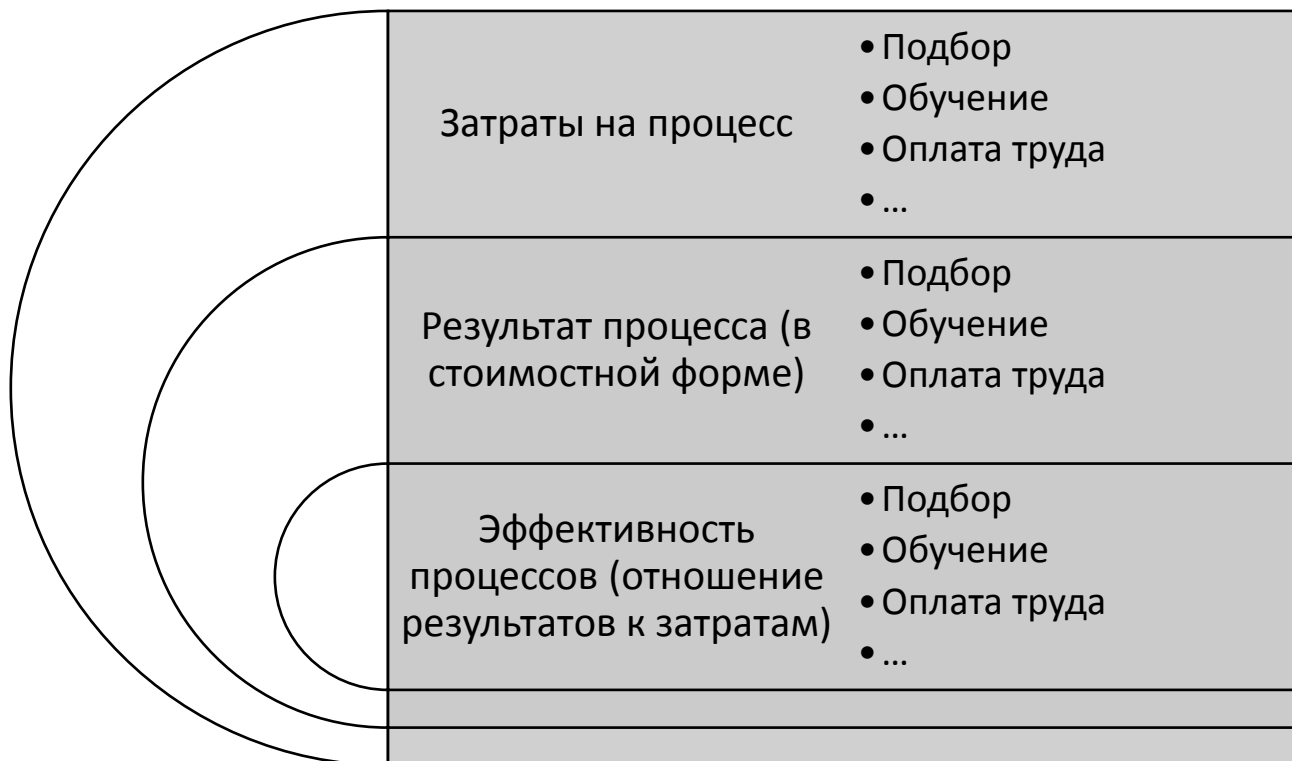 Затраты на процесс
•Подбор
•Обучение
•Оплата труда
•...
Результат процесса (в
стоимостной форме)
•Подбор
•Обучение
•Оплата труда
•...
Эффективность
процессов (отношение
результатов к затратам)
•Подбор
•Обучение
•Оплата труда
•...